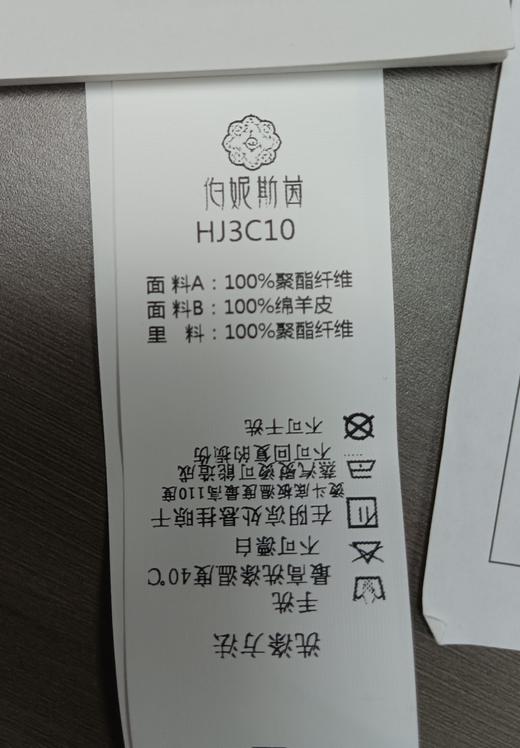 伯妮斯茵
HJ3C10
面 料A：100%聚酯纤维
面 料B：100%绵羊皮
里 料：100%聚酯纤维
洗涤方法
手洗
最高洗涤温度40℃
不可漂白
在阴凉处悬挂晾干
熨斗底板温度最高110度
蒸汽熨烫可能造成
不可回复的损伤
不可干洗